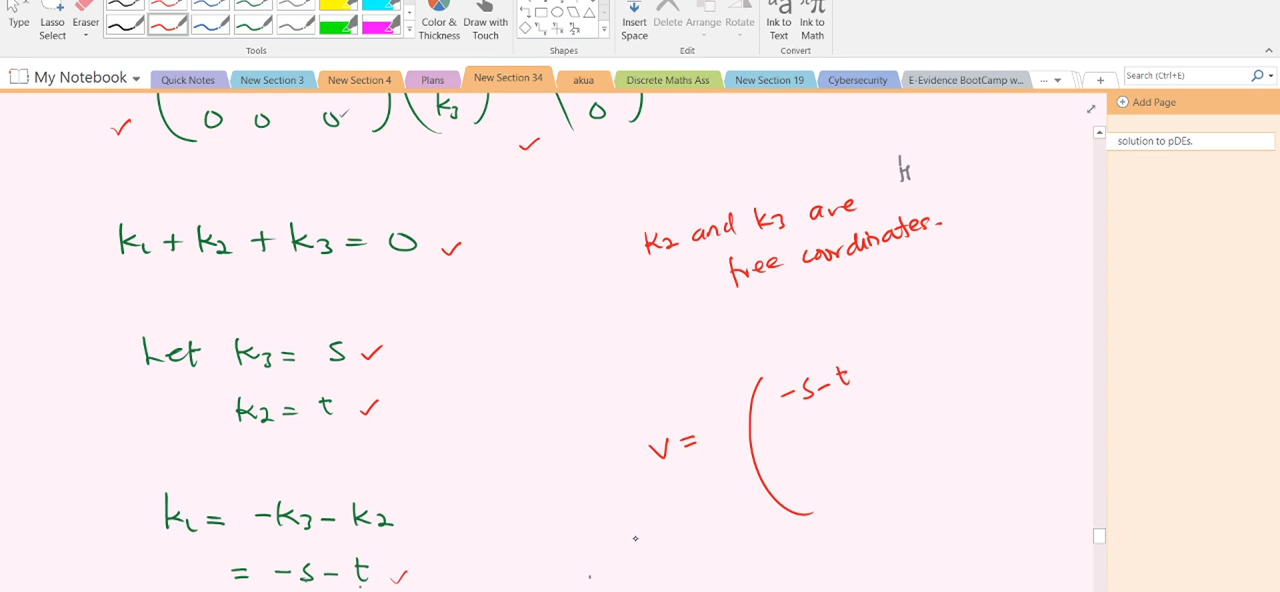 Type
Lasso
Select
Eraser
Color &
Thickness
Draw with
Touch
Insert
Space
Delete
Arrange
Rotate
Ink to
Text
Ink to
Math
Tools
Shapes
Edit
Convert
My Notebook
Quick Notes
New Section 3
New Section 4
Plans
New Section 34
akua
Discrete Maths Ass
New Section 19
Cybersecurity
E-Evidence BootCamp w...
...
+
Search (Ctrl+E)
Add Page
solution to pDEs.
0 0 0 k3 0
k1 + k2 + k3 = 0
k2 and k3 are
free coordinates.
Let k3 = s
k2 = t
v = ( -s-t
k1 = -k3 - k2
= -s - t